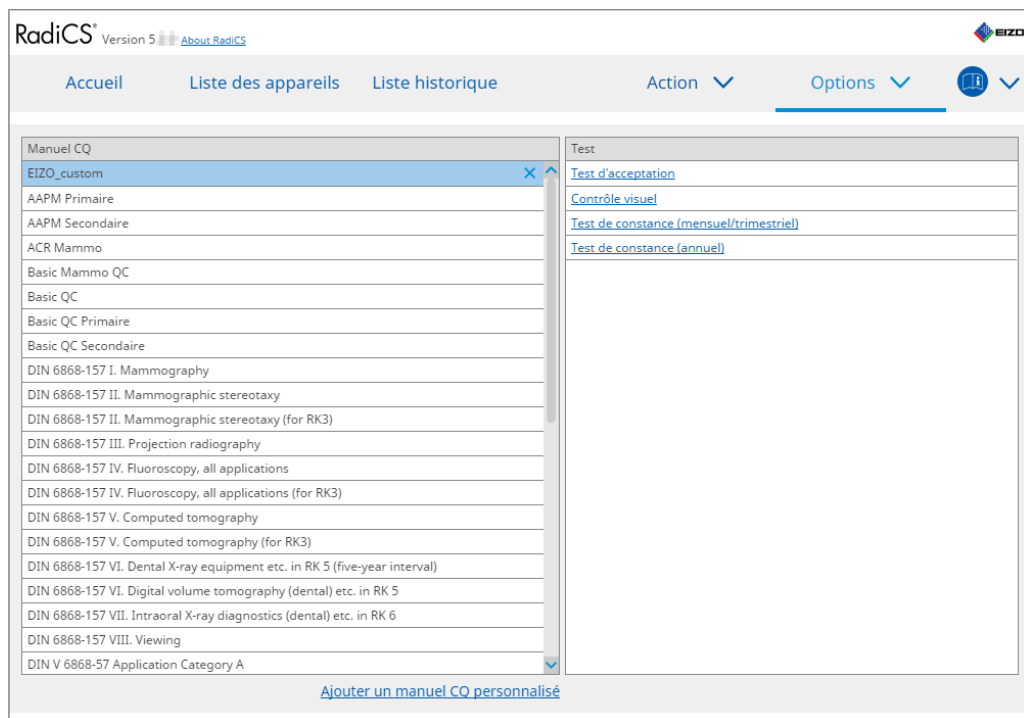 RadiCS® Version 5. About RadiCS
EIZO
Accueil Liste des appareils Liste historique Action Options
Manuel CQ
EIZO_custom
AAPM Primaire
AAPM Secondaire
ACR Mammo
Basic Mammo QC
Basic QC
Basic QC Primaire
Basic QC Secondaire
DIN 6868-157 I. Mammography
DIN 6868-157 II. Mammographic stereotaxy
DIN 6868-157 II. Mammographic stereotaxy (for RK3)
DIN 6868-157 III. Projection radiography
DIN 6868-157 IV. Fluoroscopy, all applications
DIN 6868-157 IV. Fluoroscopy, all applications (for RK3)
DIN 6868-157 V. Computed tomography
DIN 6868-157 V. Computed tomography (for RK3)
DIN 6868-157 VI. Dental X-ray equipment etc. in RK 5 (five-year interval)
DIN 6868-157 VI. Digital volume tomography (dental) etc. in RK 5
DIN 6868-157 VII. Intraoral X-ray diagnostics (dental) etc. in RK 6
DIN 6868-157 VIII. Viewing
DIN V 6868-57 Application Category A
Ajouter un manuel CQ personnalisé
Test
Test d'acceptation
Contrôle visuel
Test de constance (mensuel/trimestriel)
Test de constance (annuel)